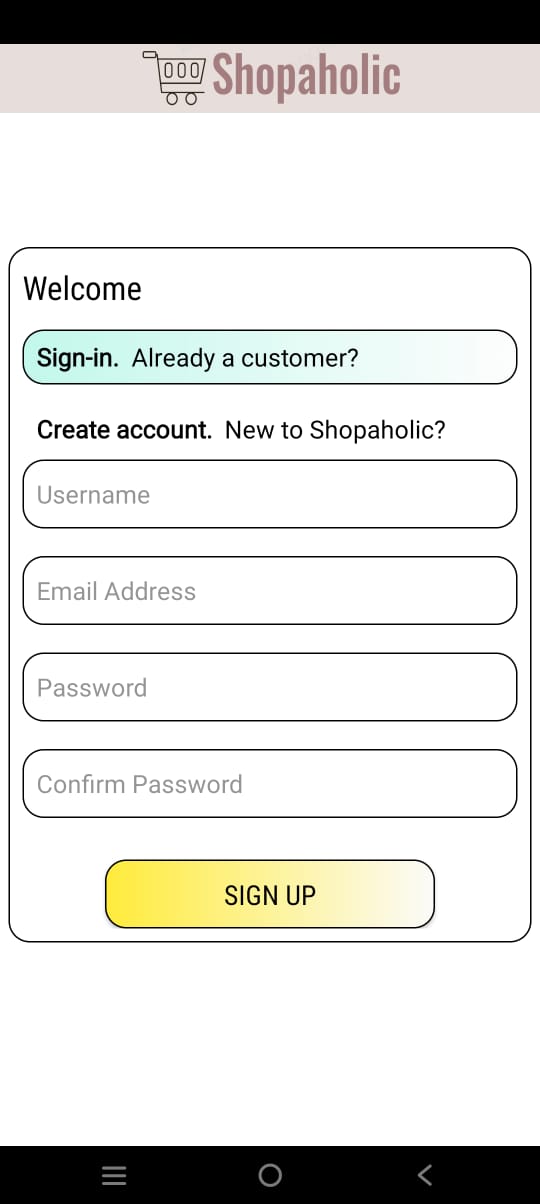 Shopaholic
Welcome
Sign-in. Already a customer?
Create account. New to Shopaholic?
Username
Email Address
Password
Confirm Password
SIGN UP